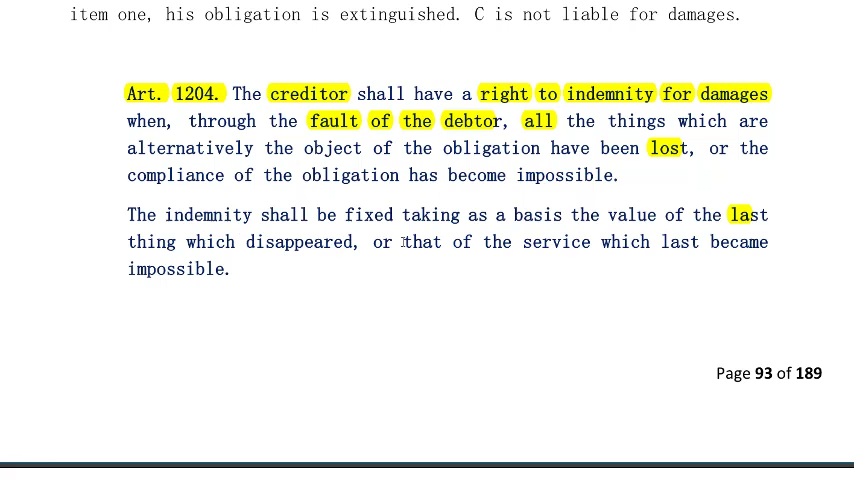 item one, his obligation is extinguished. C is not liable for damages.
Art. 1204. The creditor shall have a right to indemnity for damages
when, through the fault of the debtor, all the things which are
alternatively the object of the obligation have been lost, or the
compliance of the obligation has become impossible.
The indemnity shall be fixed taking as a basis the value of the last
thing which disappeared, or that of the service which last became
impossible.
Page 93 of 189